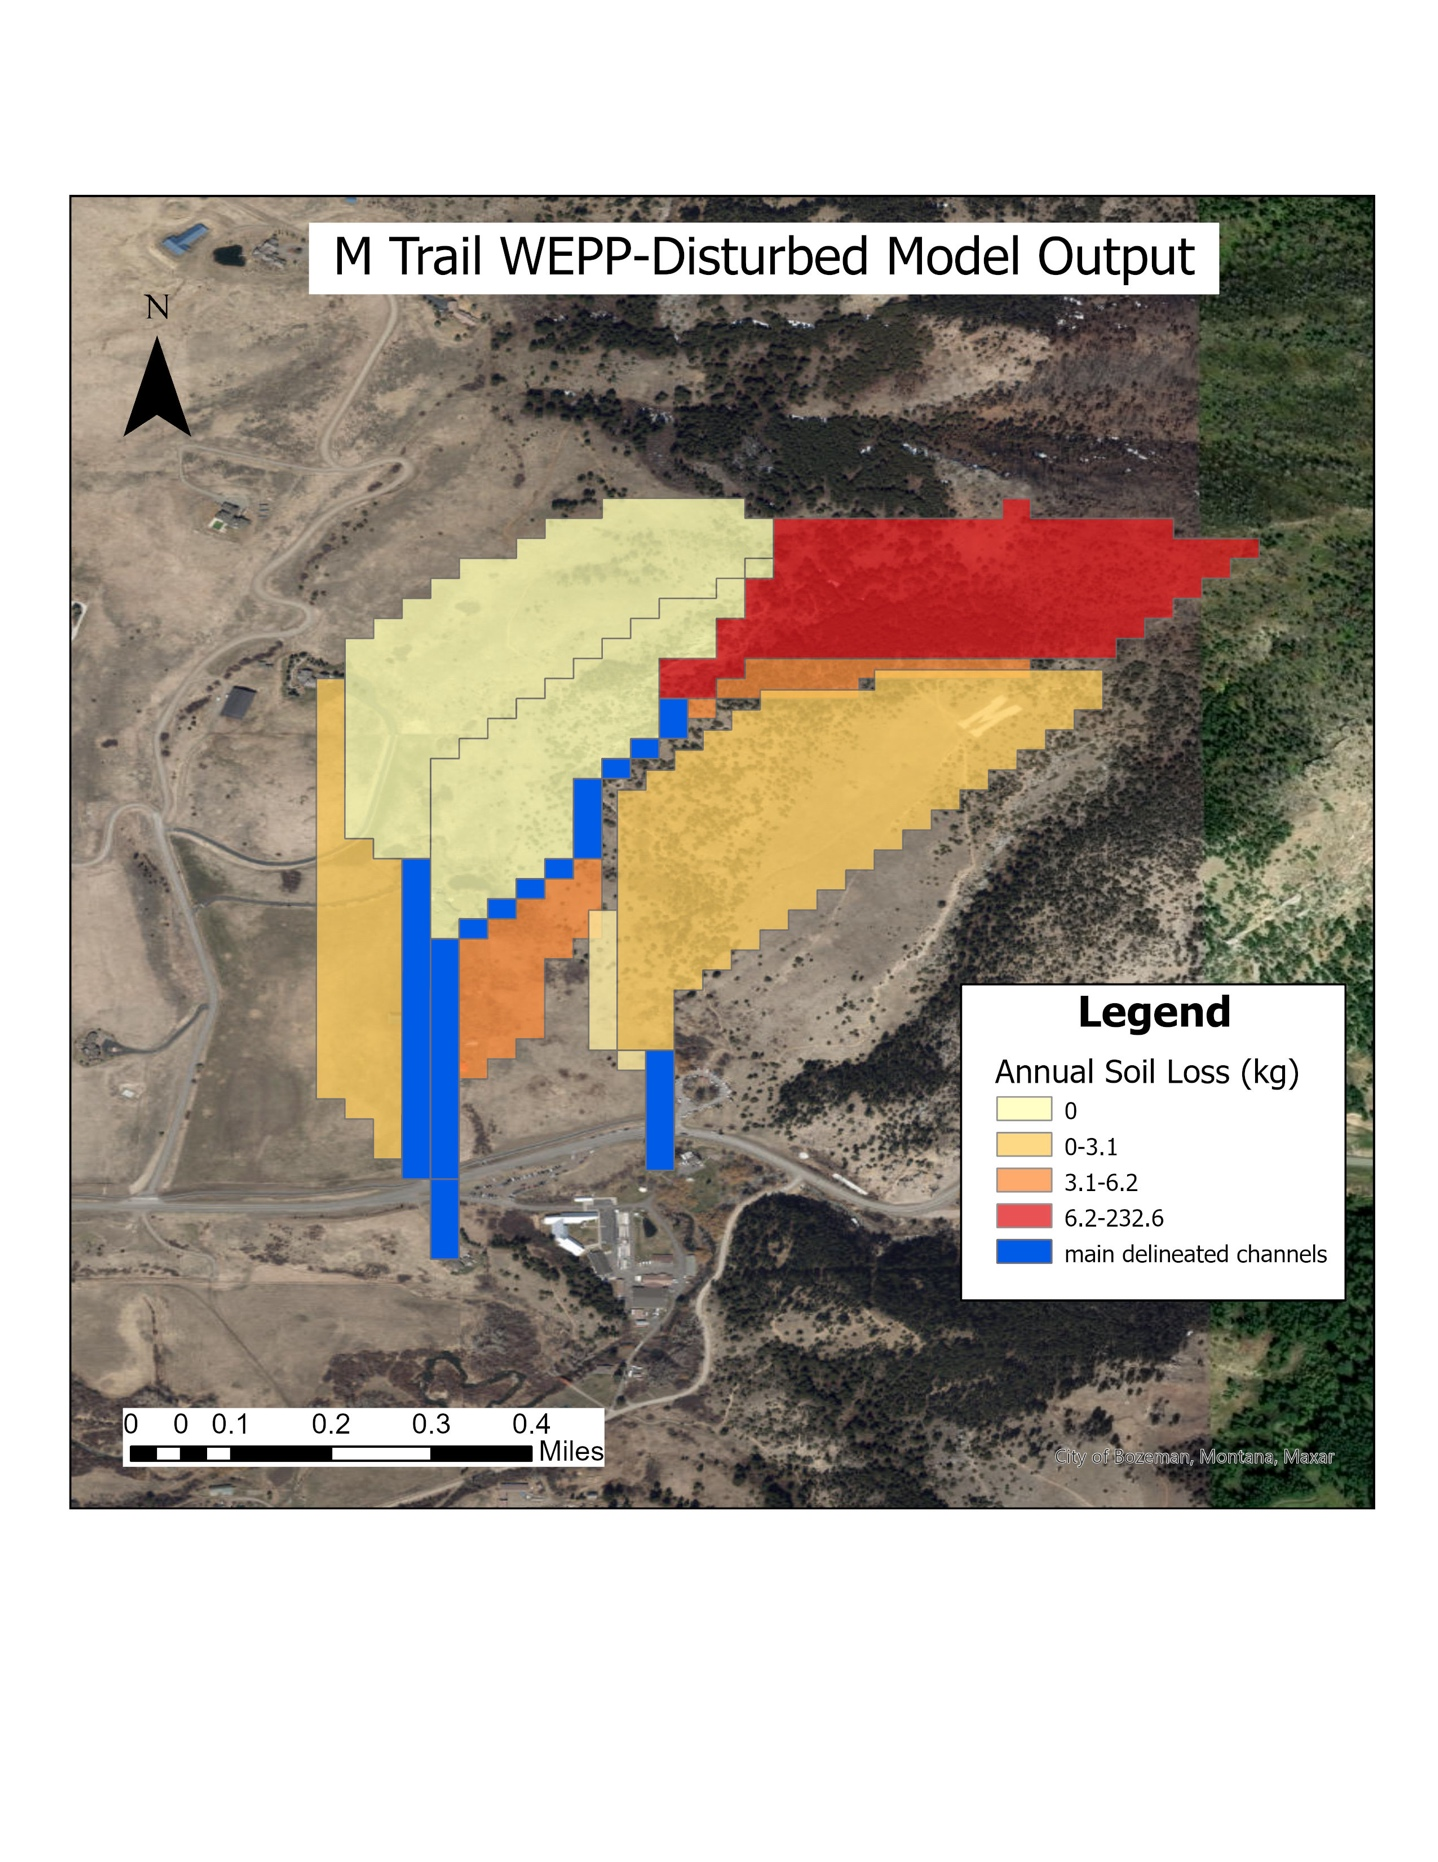 M Trail WEPP-Disturbed Model Output
N
M
Legend
Annual Soil Loss (kg)
0
0-3.1
3.1-6.2
6.2-232.6
main delineated channels
0 0 0.1 0.2 0.3 0.4
Miles
City of Bozeman, Montana, Maxar